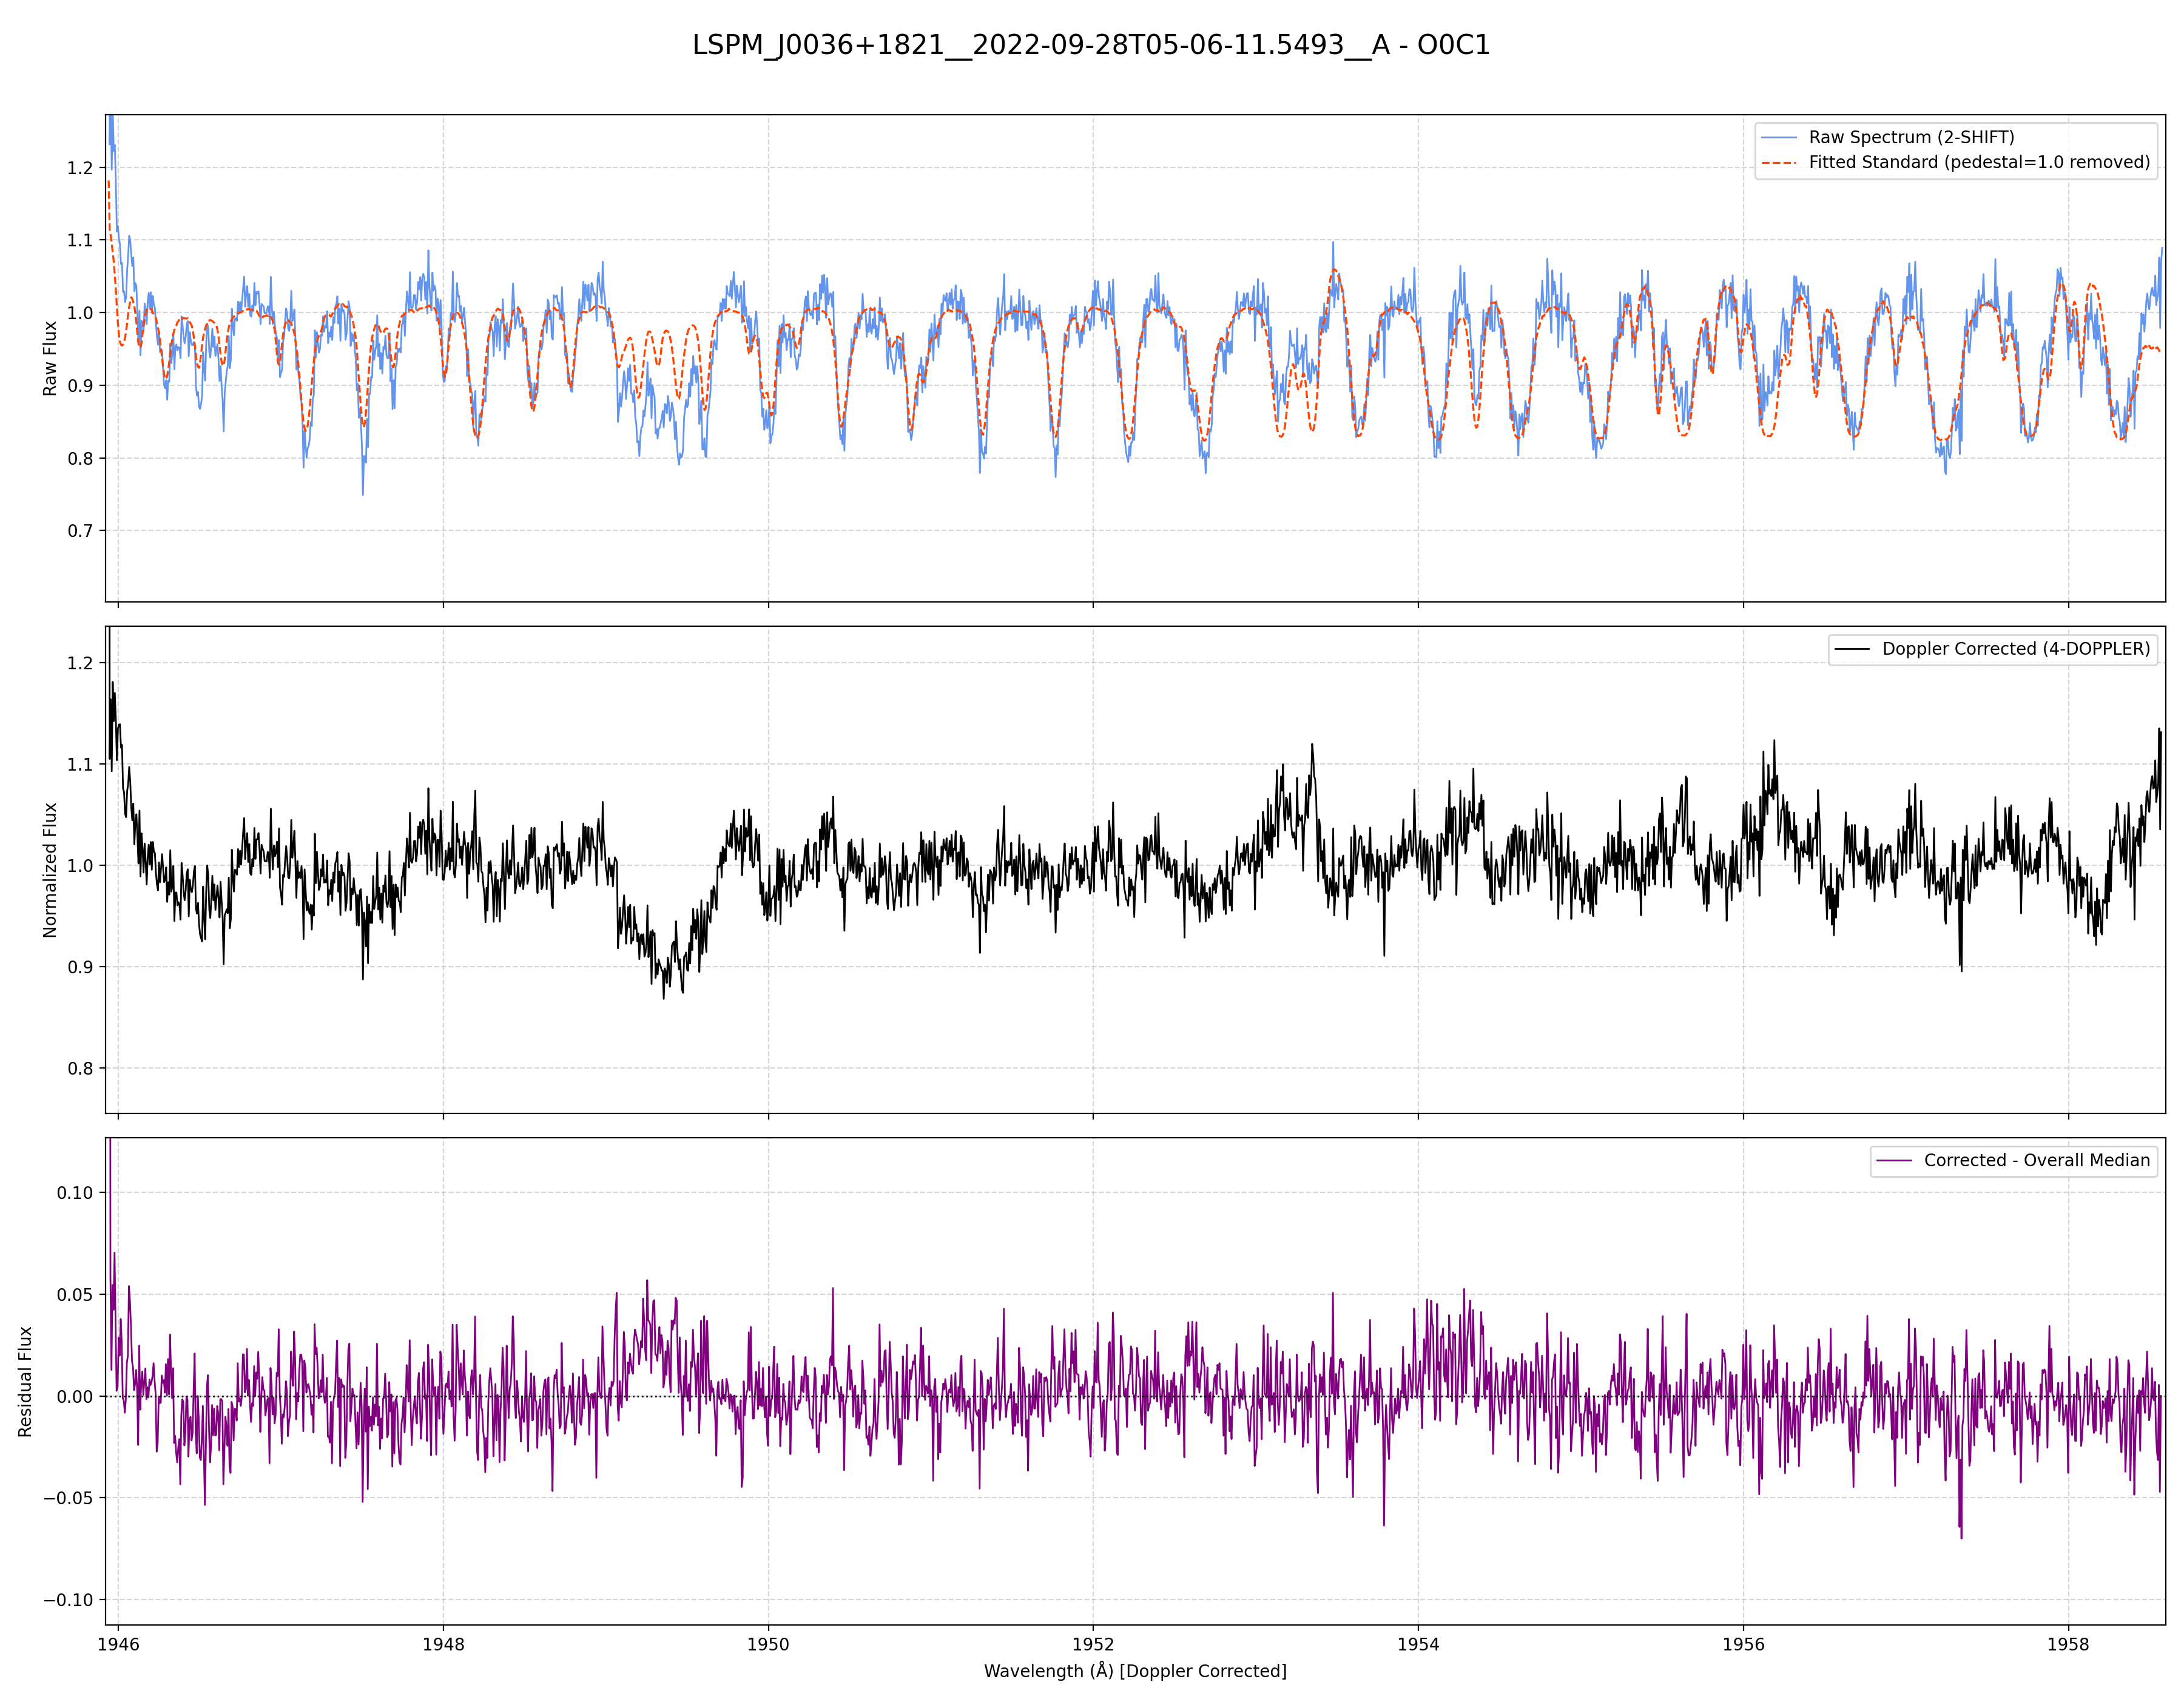 LSPM_J0036+1821__2022-09-28T05-06-11.5493__A - O0C1
Raw Flux
1.2
1.1
1.0
0.9
0.8
0.7
Raw Spectrum (2-SHIFT)
Fitted Standard (pedestal=1.0 removed)
Normalized Flux
1.2
1.1
1.0
0.9
0.8
Doppler Corrected (4-DOPPLER)
Residual Flux
0.10
0.05
0.00
−0.05
−0.10
Corrected - Overall Median
1946 1948 1950 1952 1954 1956 1958
Wavelength (Å) [Doppler Corrected]